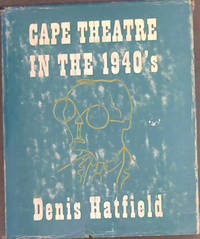 CAPE THEATRE
IN THE 1940's
Denis Hatfield